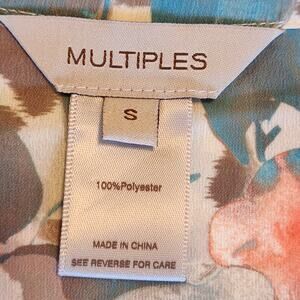 MULTIPLES
S
100%Polyester
MADE IN CHINA
SEE REVERSE FOR CARE